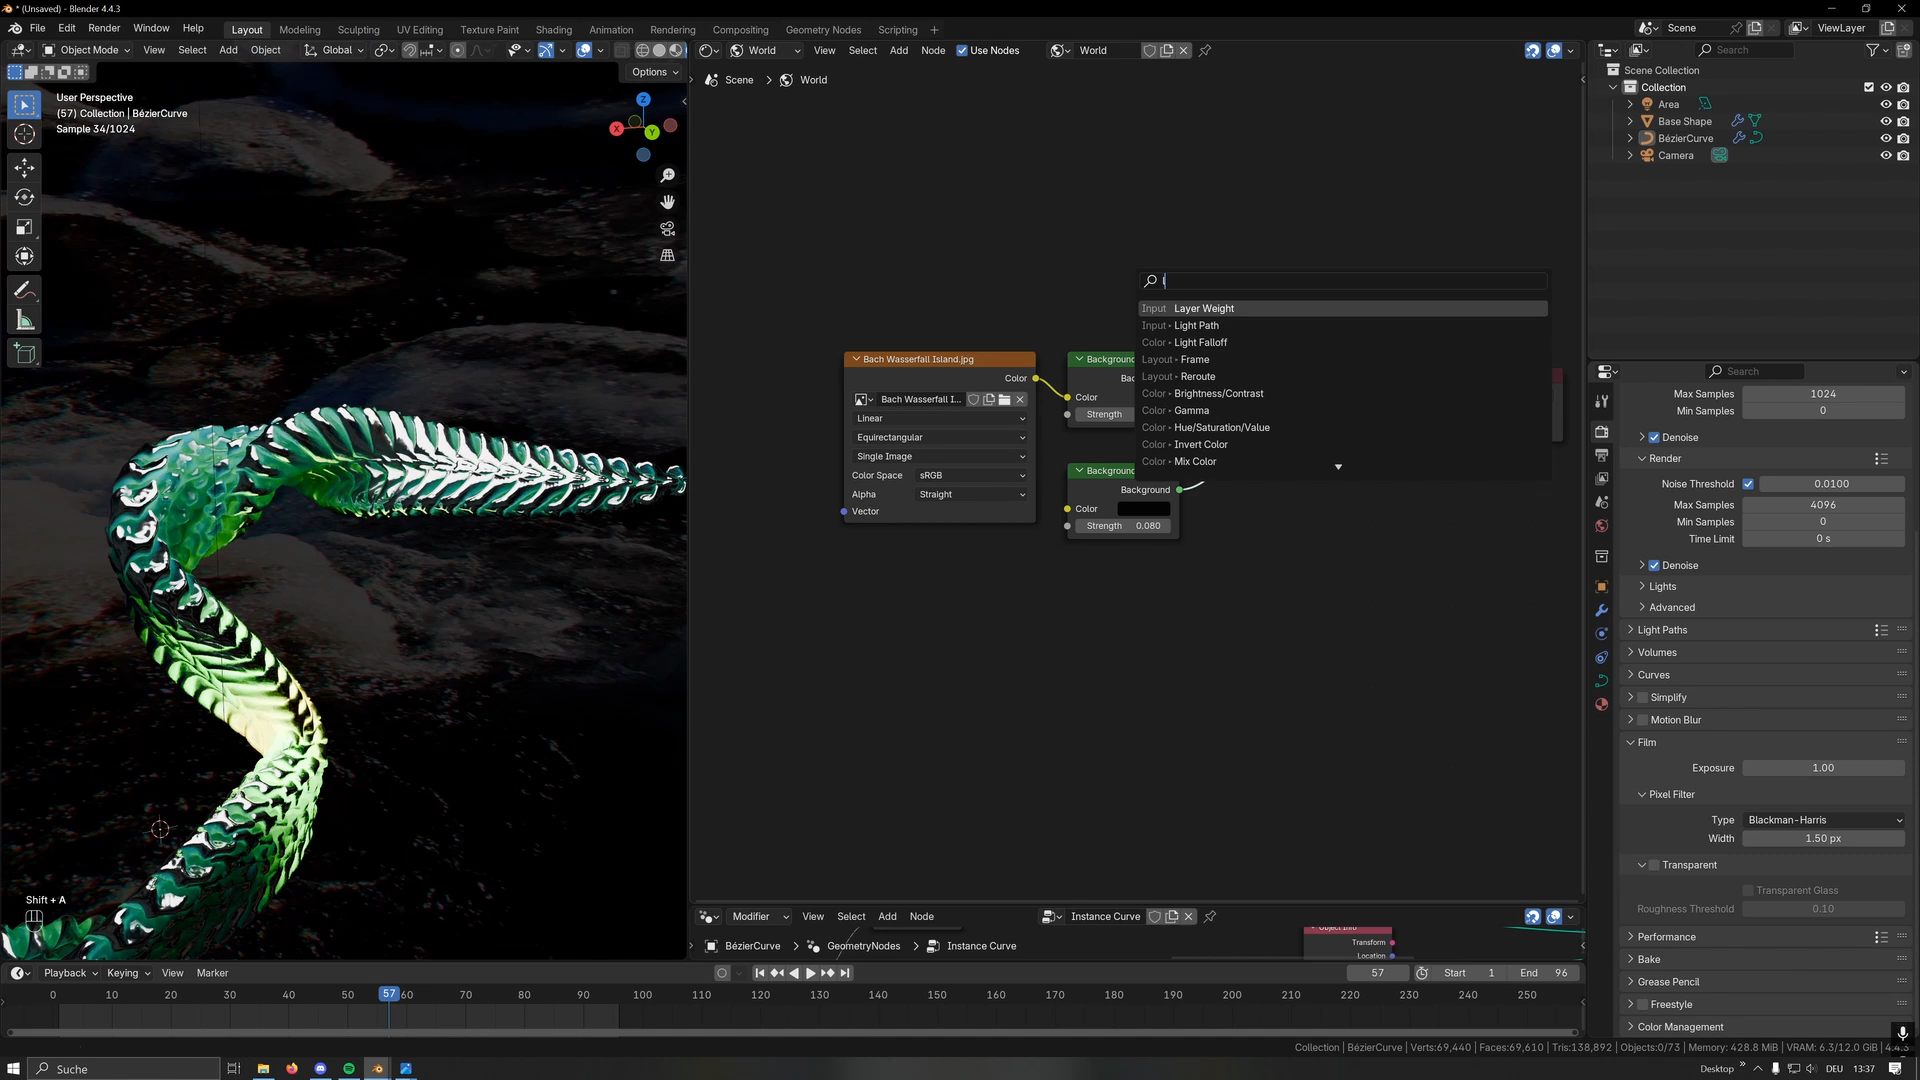 * (Unsaved) - Blender 4.4.3
File Edit Render Window Help
Layout Modeling Sculpting UV Editing Texture Paint Shading Animation Rendering Compositing Geometry Nodes Scripting
Scene ViewLayer
Object Mode View Select Add Object Global
World View Select Add Node Use Nodes World
Search
Options
Scene > World
User Perspective
(57) Collection | BézierCurve
Sample 34/1024
Z
X
Y
Scene Collection
Collection
Area
Base Shape
BézierCurve
Camera
l
Input Layer Weight
Input Light Path
Color Light Falloff
Layout Frame
Layout Reroute
Color Brightness/Contrast
Color Gamma
Color Hue/Saturation/Value
Color Invert Color
Color Mix Color
Bach Wasserfall Island.jpg
Color
Bach Wasserfall I...
Linear
Equirectangular
Single Image
Color Space sRGB
Alpha Straight
Vector
Background
Color
Strength
Background
Background
Color
Strength 0.080
Search
Max Samples 1024
Min Samples 0
Denoise
Render
Noise Threshold 0.0100
Max Samples 4096
Min Samples 0
Time Limit 0 s
Denoise
Lights
Advanced
Light Paths
Volumes
Curves
Simplify
Motion Blur
Film
Exposure 1.00
Pixel Filter
Type Blackman-Harris
Width 1.50 px
Transparent
Transparent Glass
Roughness Threshold 0.10
Performance
Bake
Grease Pencil
Freestyle
Color Management
Shift + A
Modifier View Select Add Node Instance Curve
BézierCurve > GeometryNodes > Instance Curve
Object Info
Transform
Location
Playback Keying View Marker
57 Start 1 End 96
0 10 20 30 40 50 57 60 70 80 90 100 110 120 130 140 150 160 170 180 190 200 210 220 230 240 250
Collection | BézierCurve | Verts:69,440 | Faces:69,610 | Tris:138,892 | Objects:0/73 | Memory: 428.8 MiB | VRAM: 6.3/12.0 GiB | 4.4.3
Suche
Desktop DEU 13:37